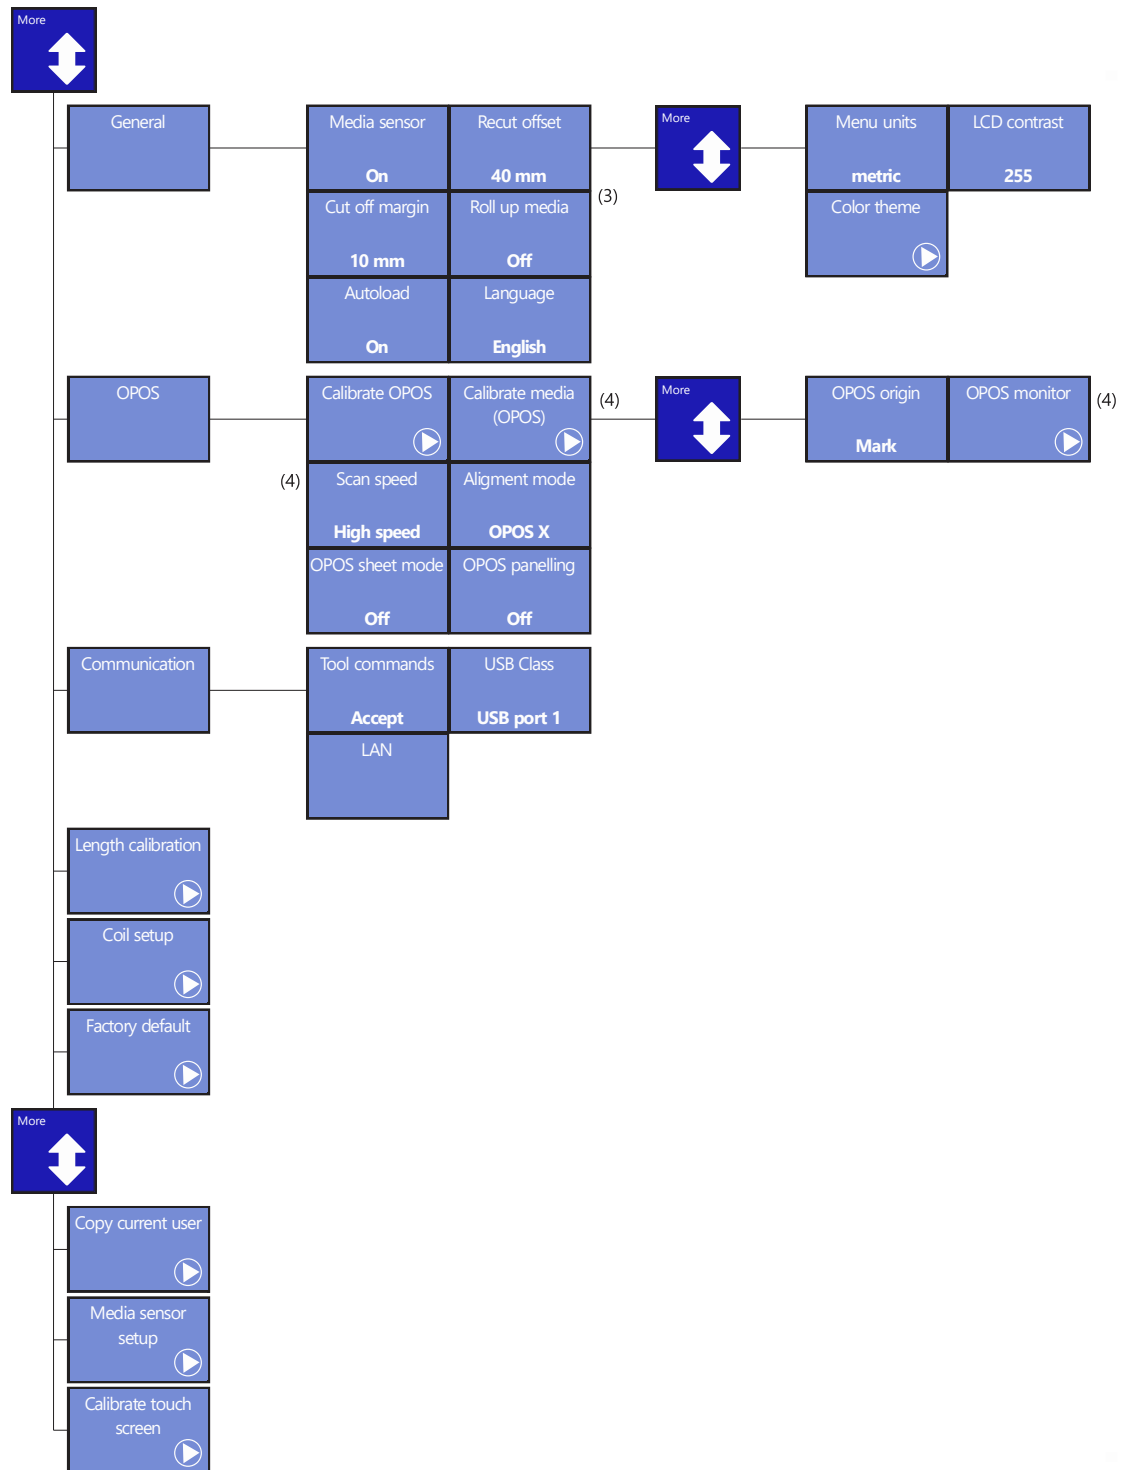 More
General
Media sensor
On
Recut offset
40 mm
More
Menu units
metric
LCD contrast
255
(3)
Cut off margin
10 mm
Roll up media
Off
Color theme
Autoload
On
Language
English
OPOS
Calibrate OPOS
Calibrate media
(OPOS)
(4)
More
OPOS origin
Mark
OPOS monitor
(4)
(4)
Scan speed
High speed
Aligment mode
OPOS X
OPOS sheet mode
Off
OPOS panelling
Off
Communication
Tool commands
Accept
USB Class
USB port 1
LAN
Length calibration
Coil setup
Factory default
More
Copy current user
Media sensor
setup
Calibrate touch
screen